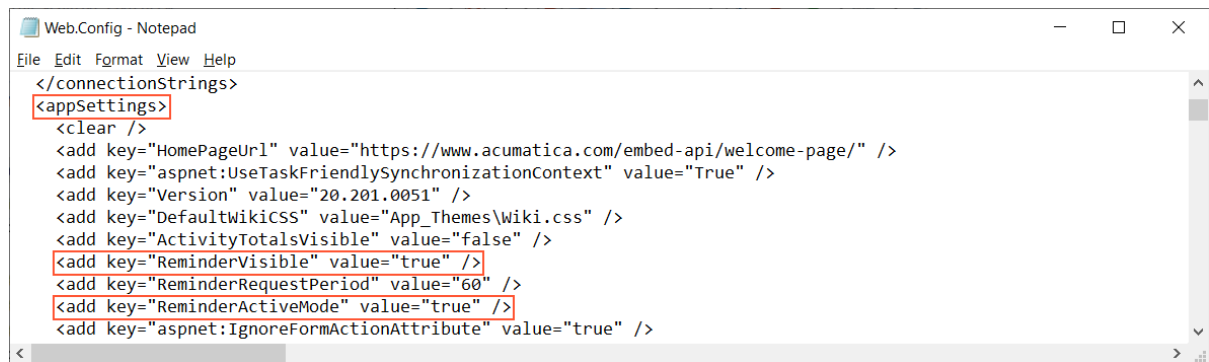 Web.Config - Notepad
File Edit Format View Help
</connectionStrings>
<appSettings>
<clear />
<add key="HomePageUrl" value="https://www.acumatica.com/embed-api/welcome-page/" />
<add key="aspnet:UseTaskFriendlySynchronizationContext" value="True" />
<add key="Version" value="20.201.0051" />
<add key="DefaultWikiCSS" value="App_Themes\Wiki.css" />
<add key="ActivityTotalsVisible" value="false" />
<add key="ReminderVisible" value="true" />
<add key="ReminderRequestPeriod" value="60" />
<add key="ReminderActiveMode" value="true" />
<add key="aspnet:IgnoreFormActionAttribute" value="true" />